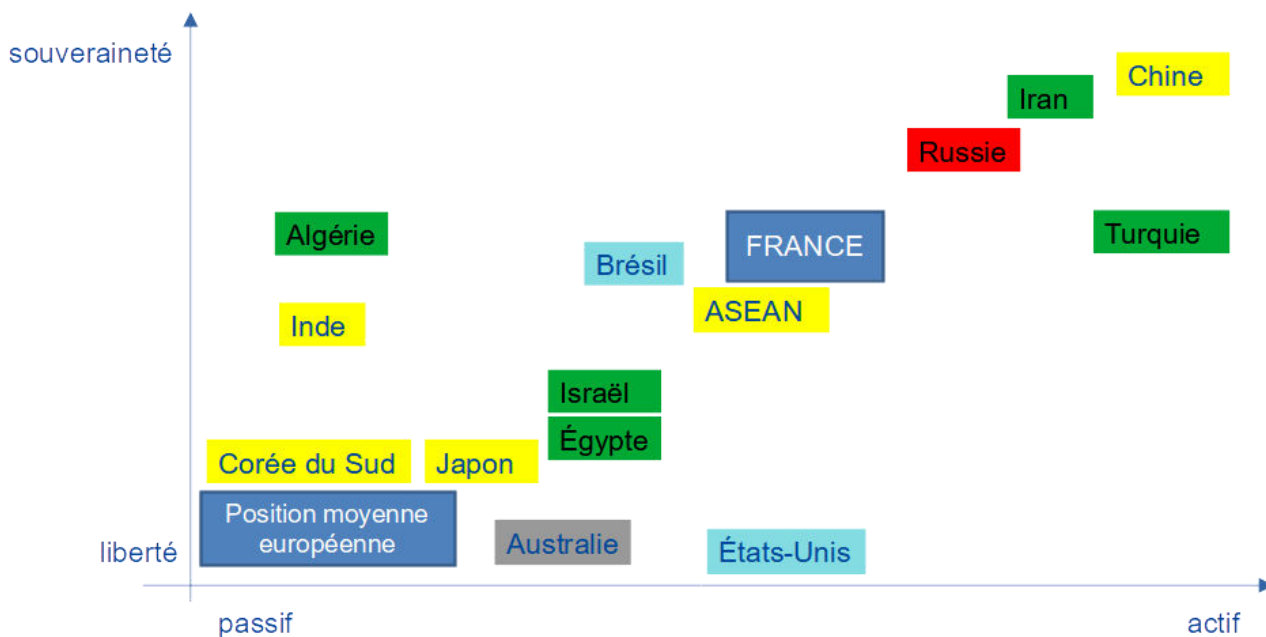 souveraineté
Chine
Iran
Russie
Algérie
FRANCE
Turquie
Brésil
ASEAN
Inde
Israël
Égypte
Corée du Sud
Japon
Position moyenne
européenne
Australie
États-Unis
liberté
passif
actif